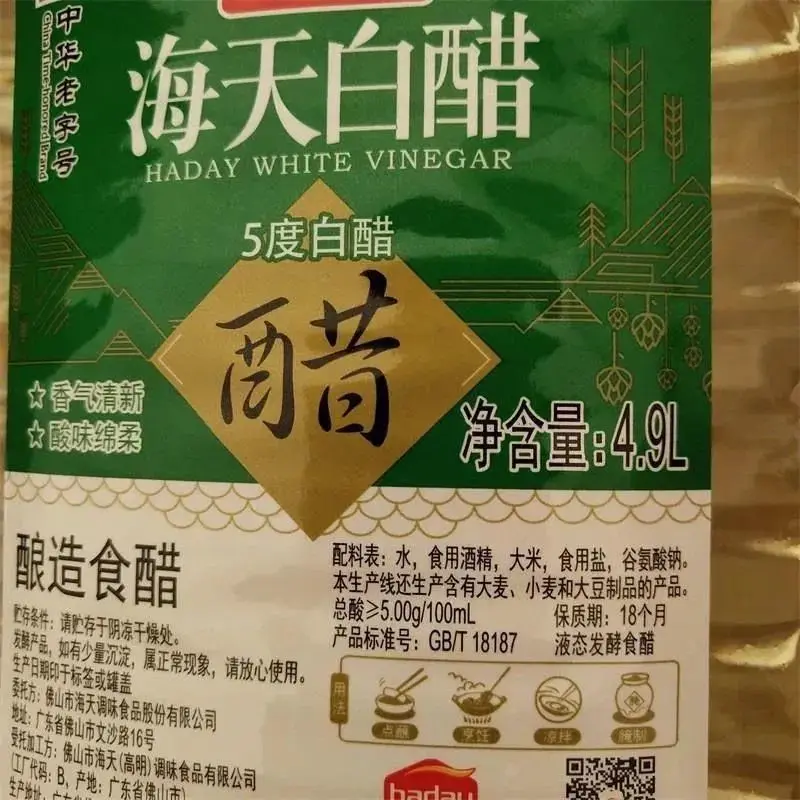 中华老字号
China Time-honored Brand
海天白醋
HADAY WHITE VINEGAR
5度白醋
醋
☆ 香气清新
☆ 酸味绵柔
净含量:4.9L
酿造食醋
贮存条件:请贮存于阴凉干燥处。
发酵产品,如有少量沉淀,属正常现象,请放心使用。
生产日期印于标签或罐盖
委托方:佛山市海天调味食品股份有限公司
地址:广东省佛山市文沙路16号
受托加工方:佛山市海天(高明)调味食品有限公司
(工厂代码:B,产地:广东省佛山市)
配料表:水,食用酒精,大米,食用盐,谷氨酸钠。
本生产线还生产含有大麦、小麦和大豆制品的产品。
总酸≥5.00g/100mL 保质期:18个月
产品标准号:GB/T 18187 液态发酵食醋
用法
点蘸 烹饪 凉拌 腌制
haday